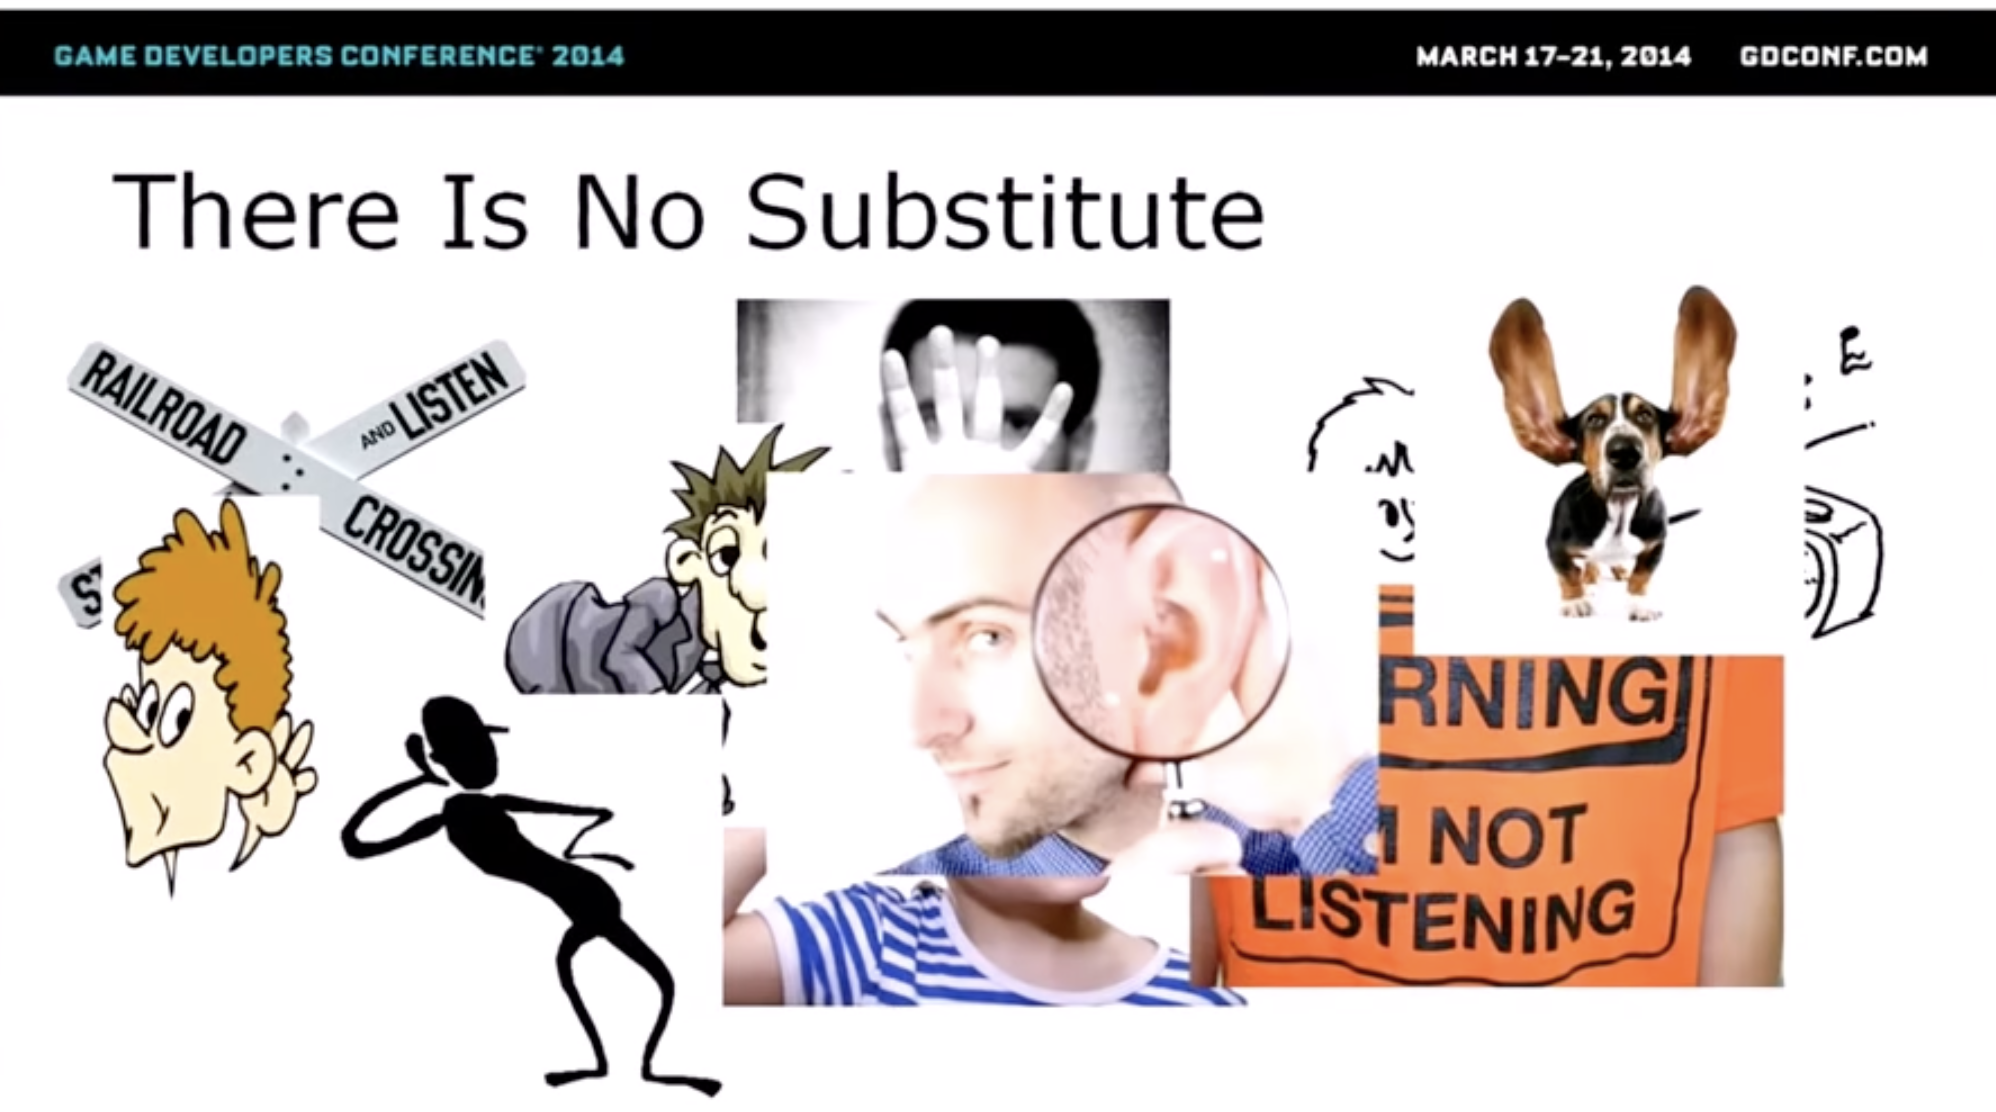 GAME DEVELOPERS CONFERENCE® 2014
MARCH 17-21, 2014 GDCONF.COM
There Is No Substitute
RAILROAD
AND LISTEN
CROSSIN
E
RNING
NOT
LISTENING